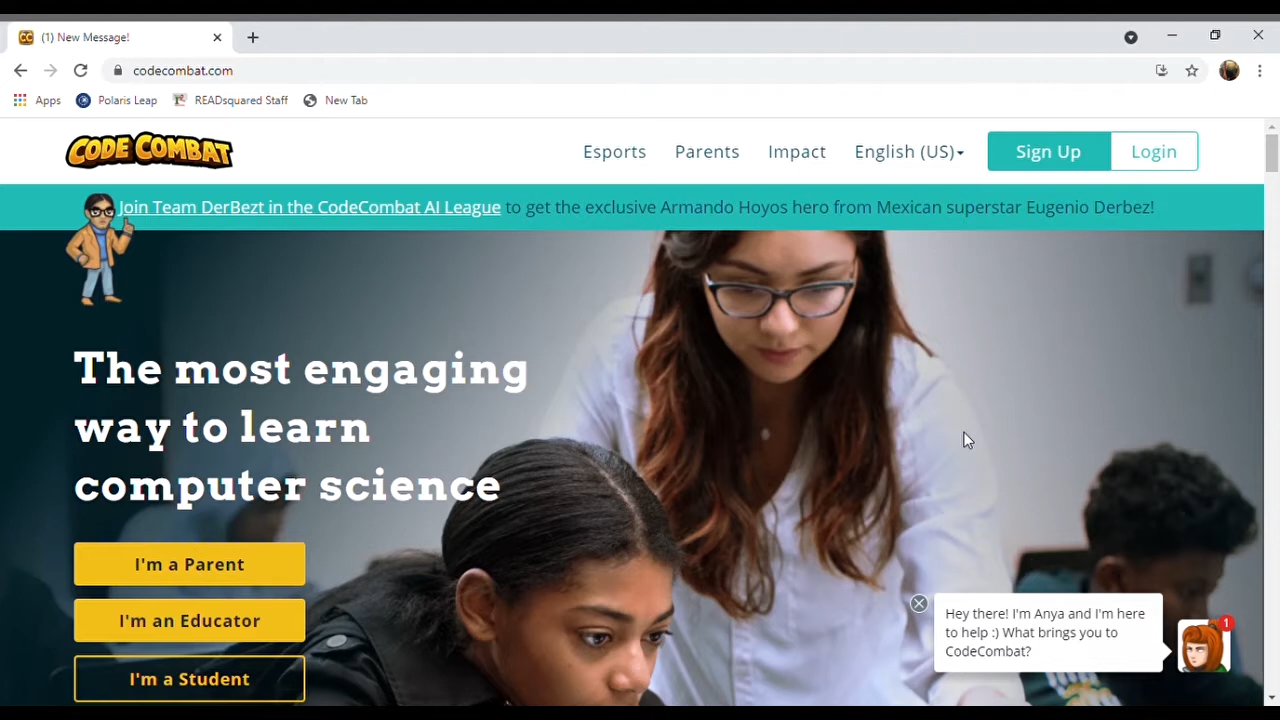 (1) New Message!
codecombat.com
Apps Polaris Leap READsquared Staff New Tab
CODE COMBAT Esports Parents Impact English (US) Sign Up Login
Join Team DerBezt in the CodeCombat AI League to get the exclusive Armando Hoyos hero from Mexican superstar Eugenio Derbez!
The most engaging
way to learn
computer science
I'm a Parent
I'm an Educator
I'm a Student
Hey there! I'm Anya and I'm here
to help :) What brings you to
CodeCombat?
1